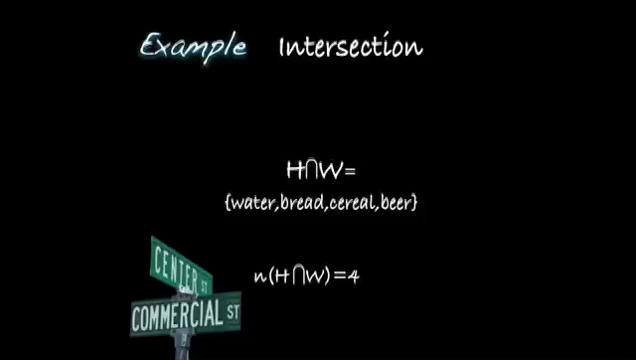 Example Intersection
H∩W=
{water,bread,cereal,beer}
n(H∩W)=4
CENTER ST
COMMERCIAL ST